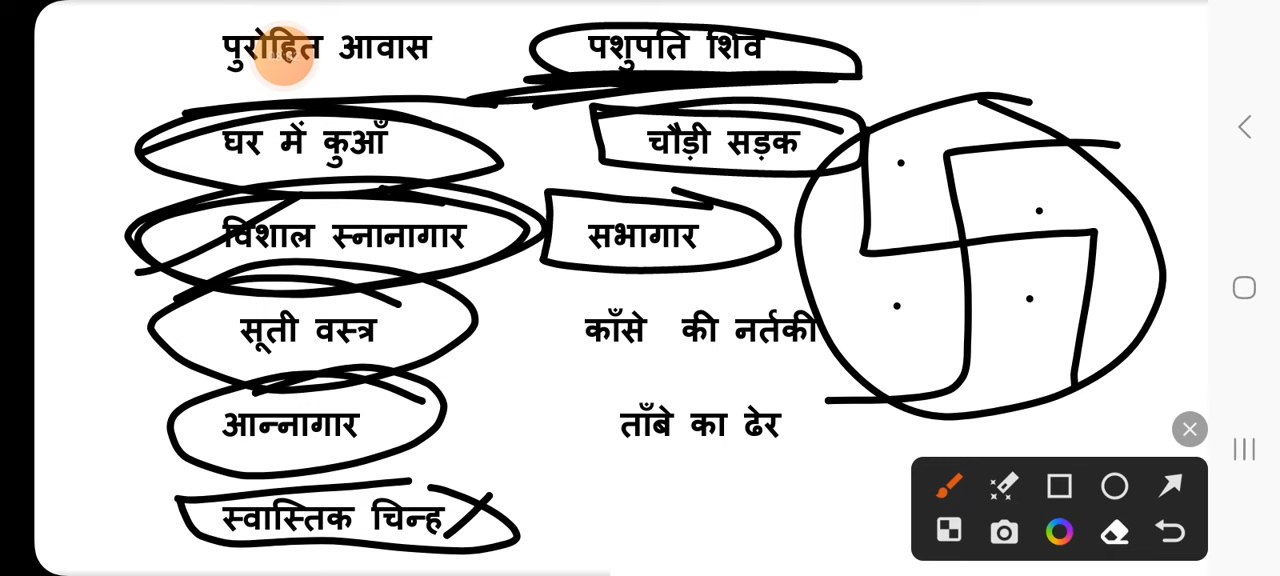 पुरोहित आवास
पशुपति शिव
घर में कुआँ
चौड़ी सड़क
विशाल स्नानागार
सभागार
सूती वस्त्र
काँसे की नर्तकी
आन्नागार
ताँबे का ढेर
स्वास्तिक चिन्ह